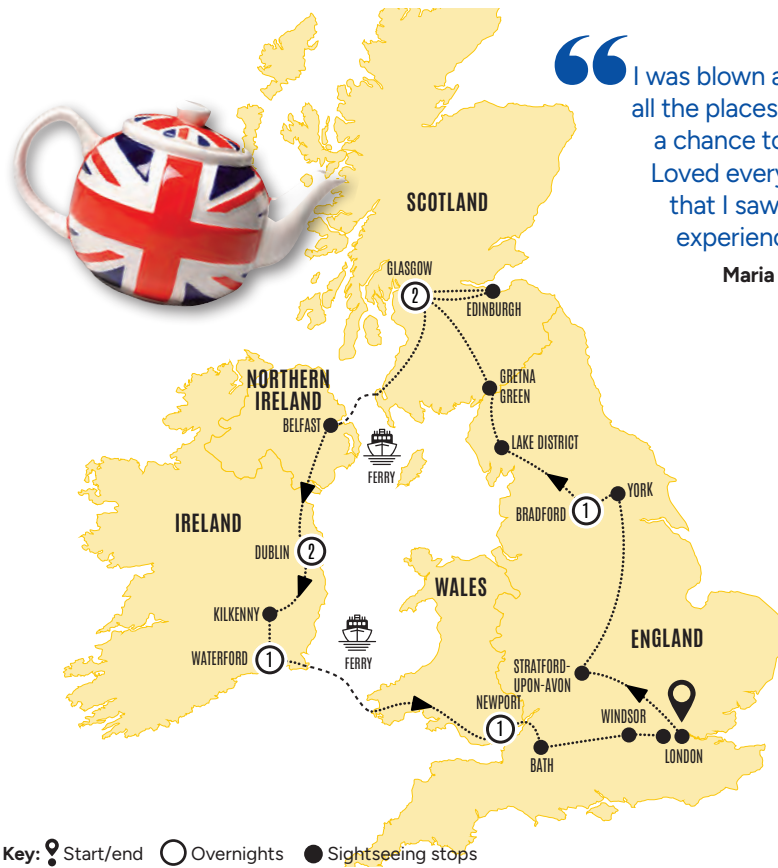 “
I was blown a
all the places
a chance to
Loved every
that I saw
experienc
Maria
SCOTLAND
GLASGOW
2
EDINBURGH
GRETNA
GREEN
NORTHERN
IRELAND
BELFAST
FERRY
LAKE DISTRICT
YORK
BRADFORD
1
IRELAND
DUBLIN
2
WALES
KILKENNY
FERRY
WATERFORD
1
ENGLAND
STRATFORD-
UPON-AVON
NEWPORT
1
WINDSOR
BATH
LONDON
Key: Start/end Overnights Sightseeing stops